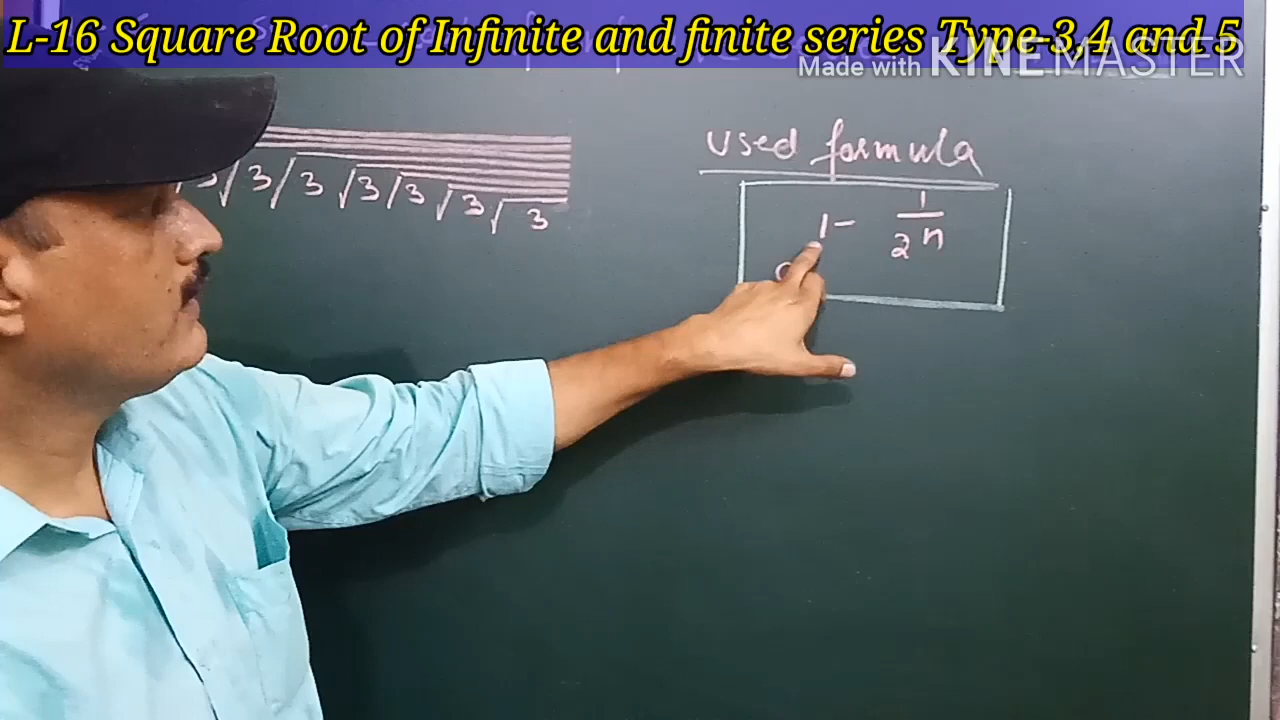 L-16 Square Root of Infinite and finite series Type-3,4 and 5
Made with KINEMASTER
used formula
3√3√3√3√3√3√3
1 - 1/2^n